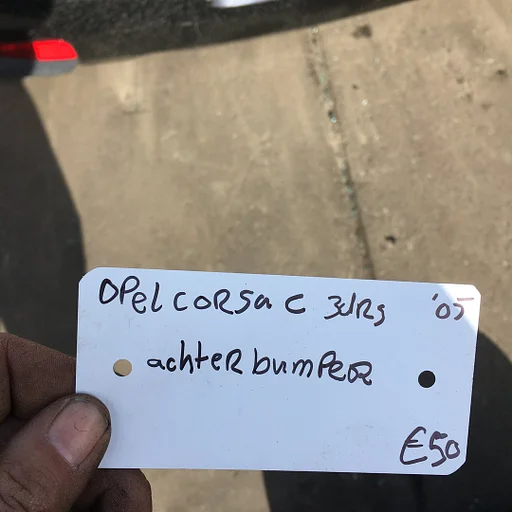 Opel CORSA C 3dRs '05
achteR bumPeR
€50